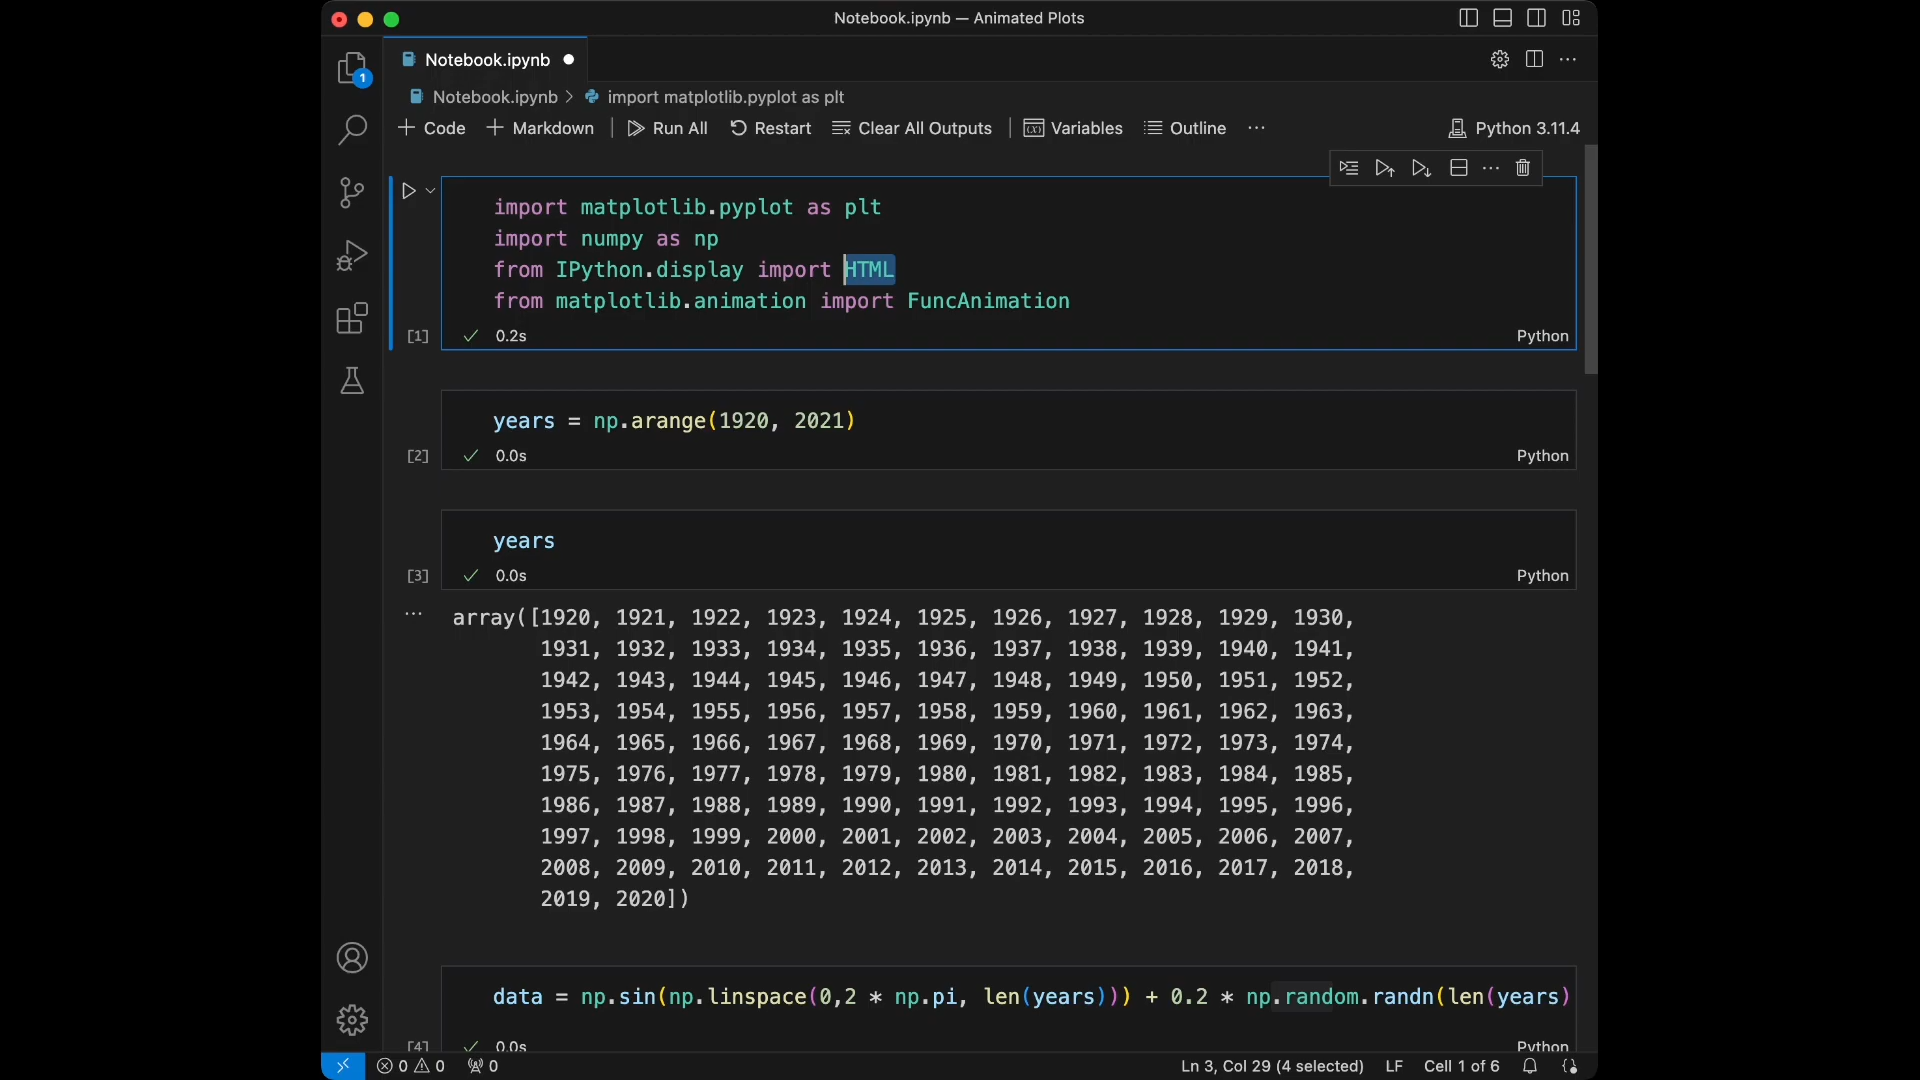 Notebook.ipynb — Animated Plots
1
Notebook.ipynb
Notebook.ipynb > import matplotlib.pyplot as plt
+ Code + Markdown Run All Restart Clear All Outputs Variables Outline ... Python 3.11.4
import matplotlib.pyplot as plt
import numpy as np
from IPython.display import HTML
from matplotlib.animation import FuncAnimation
[1] ✓ 0.2s Python
years = np.arange(1920, 2021)
[2] ✓ 0.0s Python
years
[3] ✓ 0.0s Python
array([1920, 1921, 1922, 1923, 1924, 1925, 1926, 1927, 1928, 1929, 1930,
1931, 1932, 1933, 1934, 1935, 1936, 1937, 1938, 1939, 1940, 1941,
1942, 1943, 1944, 1945, 1946, 1947, 1948, 1949, 1950, 1951, 1952,
1953, 1954, 1955, 1956, 1957, 1958, 1959, 1960, 1961, 1962, 1963,
1964, 1965, 1966, 1967, 1968, 1969, 1970, 1971, 1972, 1973, 1974,
1975, 1976, 1977, 1978, 1979, 1980, 1981, 1982, 1983, 1984, 1985,
1986, 1987, 1988, 1989, 1990, 1991, 1992, 1993, 1994, 1995, 1996,
1997, 1998, 1999, 2000, 2001, 2002, 2003, 2004, 2005, 2006, 2007,
2008, 2009, 2010, 2011, 2012, 2013, 2014, 2015, 2016, 2017, 2018,
2019, 2020])
data = np.sin(np.linspace(0,2 * np.pi, len(years))) + 0.2 * np.random.randn(len(years)
[4] ✓ 0.0s Python
0 0 0 Ln 3, Col 29 (4 selected) LF Cell 1 of 6